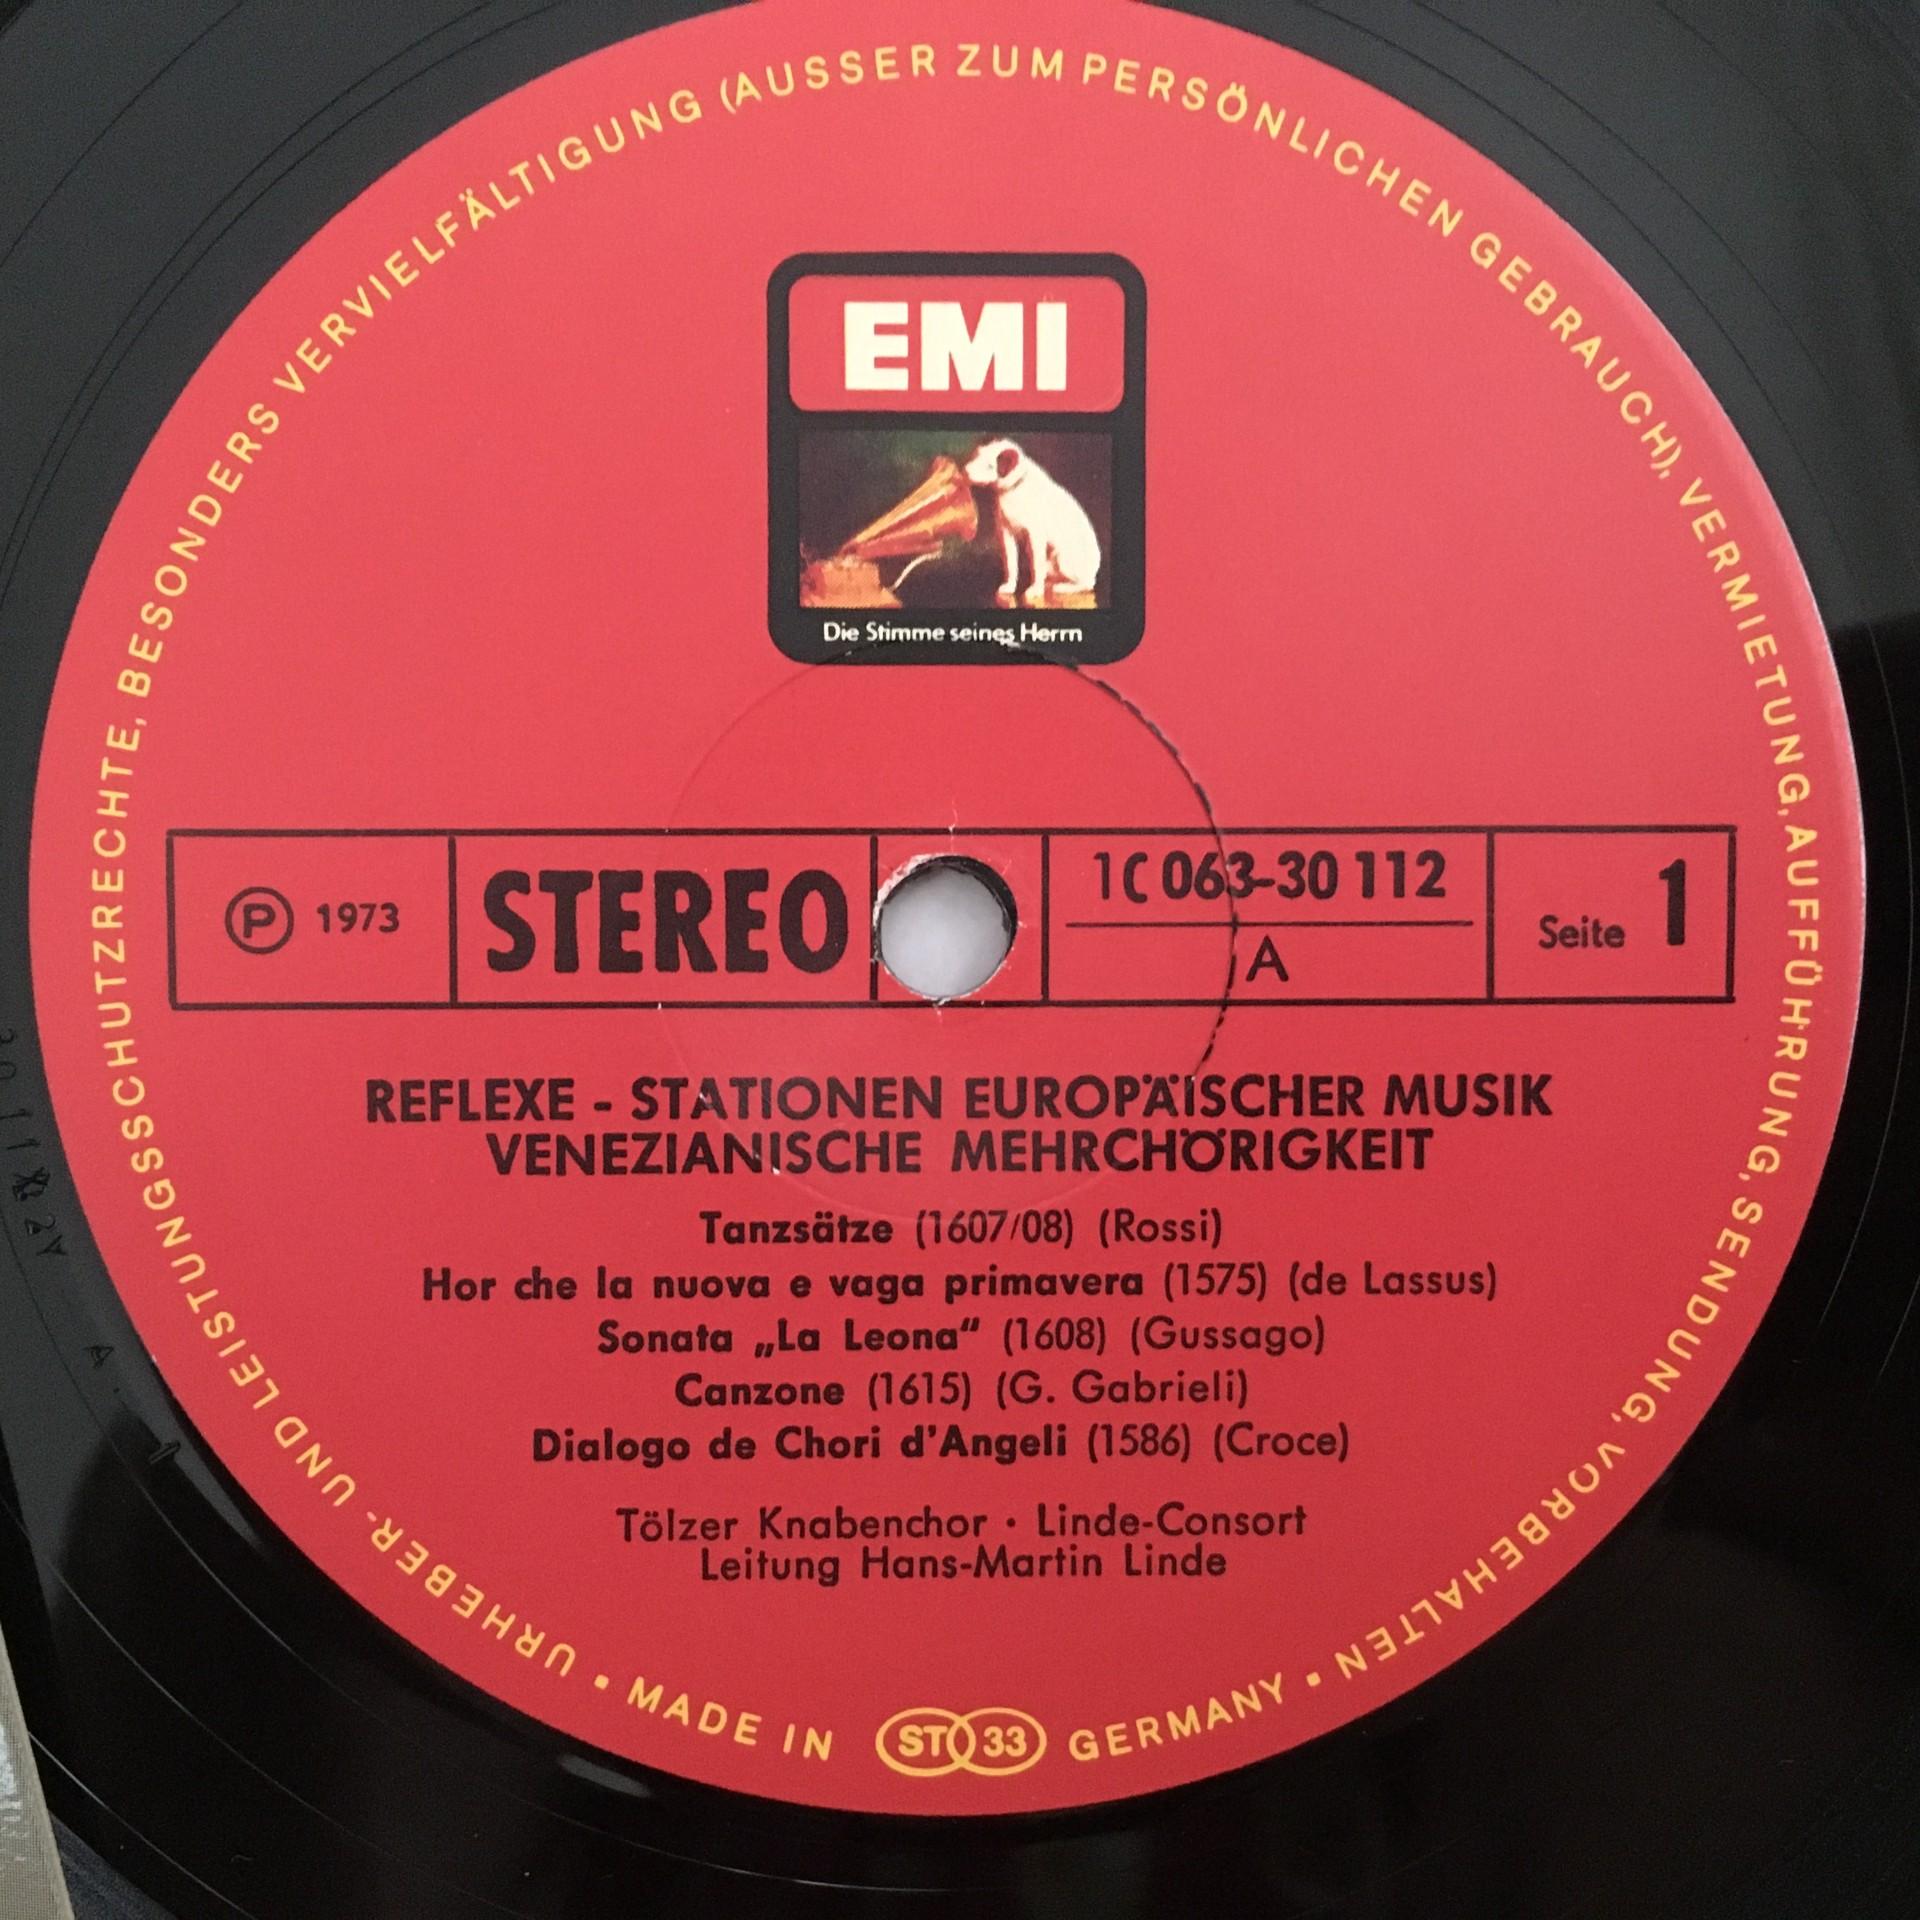 URHEBER- UND LEISTUNGSSCHUTZRECHTE, BESONDERS VERVIELFÄLTIGUNG (AUSSER ZUM PERSÖNLICHEN GEBRAUCH), VERMIETUNG, AUFFÜHRUNG, SENDUNG, VORBEHALTEN •
EMI
Die Stimme seines Herrn
Ⓟ 1973
STEREO
1C 063-30 112
A
Seite 1
REFLEXE - STATIONEN EUROPÄISCHER MUSIK
VENEZIANISCHE MEHRCHÖRIGKEIT
Tanzsätze (1607/08) (Rossi)
Hor che la nuova e vaga primavera (1575) (de Lassus)
Sonata „La Leona“ (1608) (Gussago)
Canzone (1615) (G. Gabrieli)
Dialogo de Chori d'Angeli (1586) (Croce)
Tölzer Knabenchor · Linde-Consort
Leitung Hans-Martin Linde
• MADE IN ST 33 GERMANY